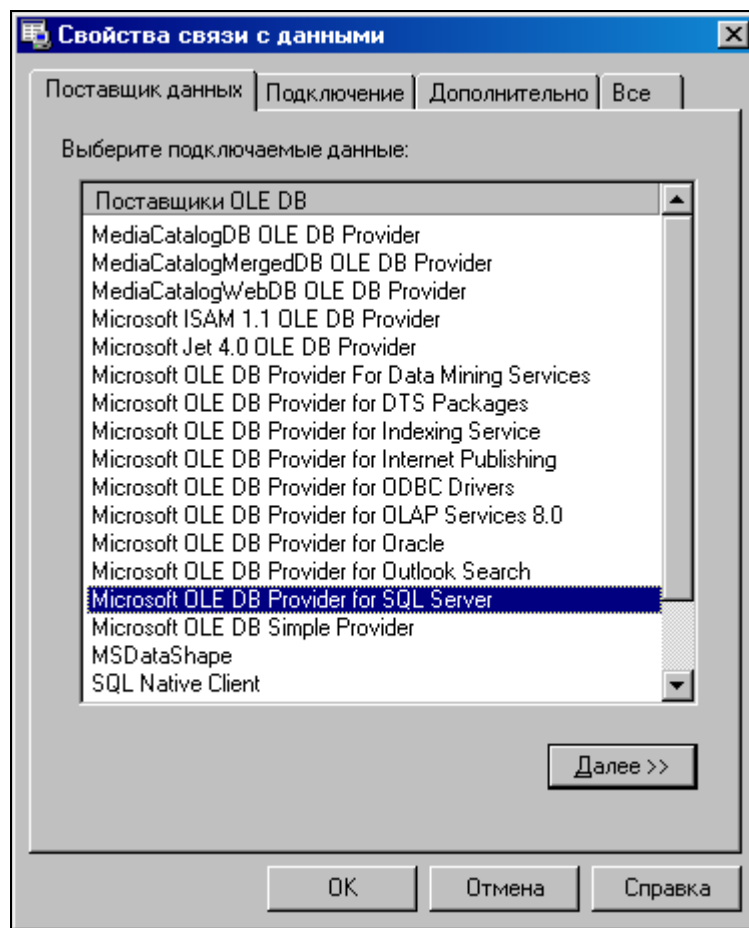 Свойства связи с данными
Поставщик данных Подключение Дополнительно Все
Выберите подключаемые данные:
Поставщики OLE DB
MediaCatalogDB OLE DB Provider
MediaCatalogMergedDB OLE DB Provider
MediaCatalogWebDB OLE DB Provider
Microsoft ISAM 1.1 OLE DB Provider
Microsoft Jet 4.0 OLE DB Provider
Microsoft OLE DB Provider For Data Mining Services
Microsoft OLE DB Provider for DTS Packages
Microsoft OLE DB Provider for Indexing Service
Microsoft OLE DB Provider for Internet Publishing
Microsoft OLE DB Provider for ODBC Drivers
Microsoft OLE DB Provider for OLAP Services 8.0
Microsoft OLE DB Provider for Oracle
Microsoft OLE DB Provider for Outlook Search
Microsoft OLE DB Provider for SQL Server
Microsoft OLE DB Simple Provider
MSDataShape
SQL Native Client
Далее >>
OK Отмена Справка